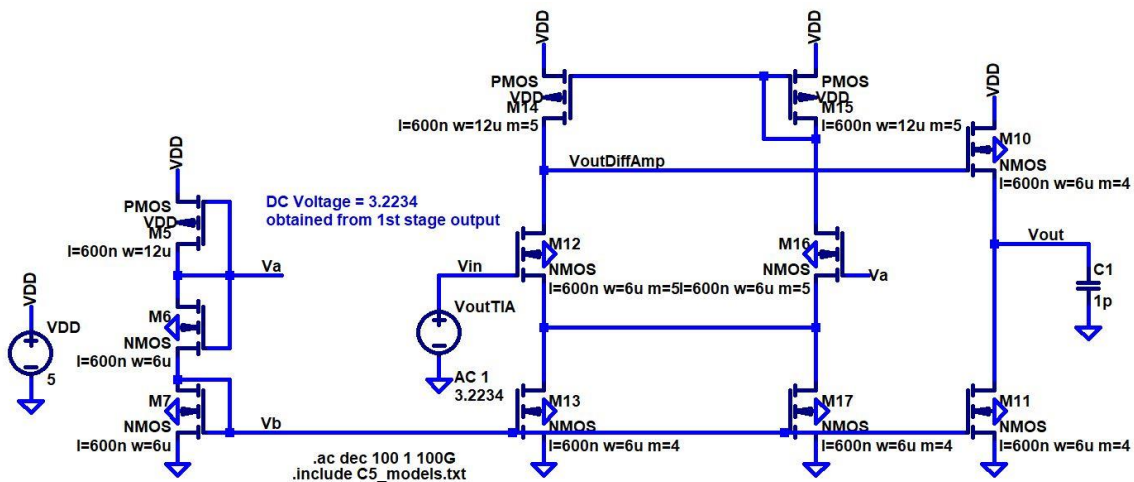 VDD
VDD
PMOS
VDD
M14
l=600n w=12u m=5
PMOS
VDD
M15
l=600n w=12u m=5
VDD
M10
NMOS
l=600n w=6u m=4
VoutDiffAmp
VDD
PMOS
VDD
M5
l=600n w=12u
DC Voltage = 3.2234
obtained from 1st stage output
Va
M12
NMOS
l=600n w=6u m=5
M16
NMOS
l=600n w=6u m=5
Vin
Va
Vout
C1
1p
VDD
VDD
5
M6
NMOS
l=600n w=6u
VoutTIA
AC 1
3.2234
M7
NMOS
l=600n w=6u
Vb
M13
NMOS
l=600n w=6u m=4
M17
NMOS
l=600n w=6u m=4
M11
NMOS
l=600n w=6u m=4
.ac dec 100 1 100G
.include C5_models.txt